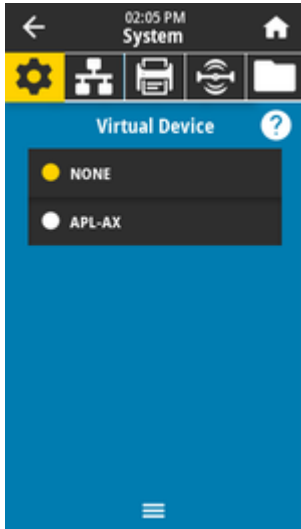 02:05 PM
System
Virtual Device
?
NONE
APL-AX